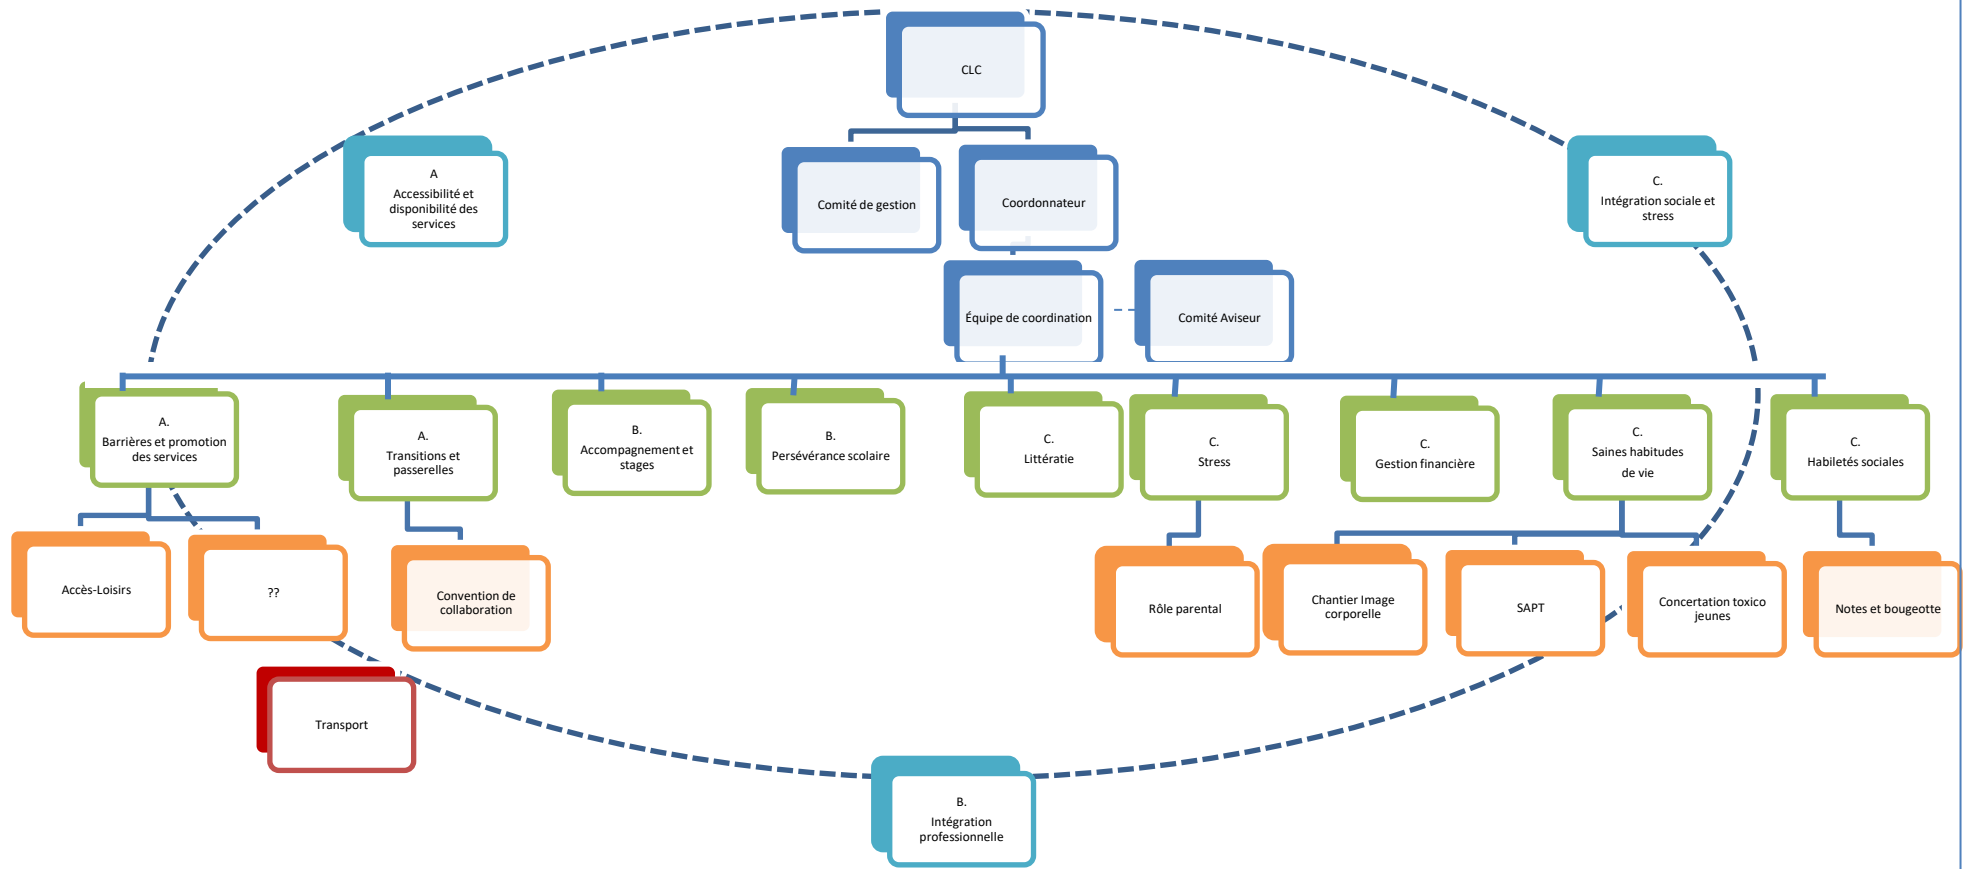 CLC
A
Accessibilité et
disponibilité des
services
Comité de gestion
Coordonnateur
C.
Intégration sociale et
stress
Équipe de coordination
Comité Aviseur
A.
Barrières et promotion
des services
A.
Transitions et
passerelles
B.
Accompagnement et
stages
B.
Persévérance scolaire
C.
Littératie
C.
Stress
C.
Gestion financière
C.
Saines habitudes
de vie
C.
Habiletés sociales
Accès-Loisirs
??
Convention de
collaboration
Rôle parental
Chantier Image
corporelle
SAPT
Concertation toxico
jeunes
Notes et bougeotte
Transport
B.
Intégration
professionnelle